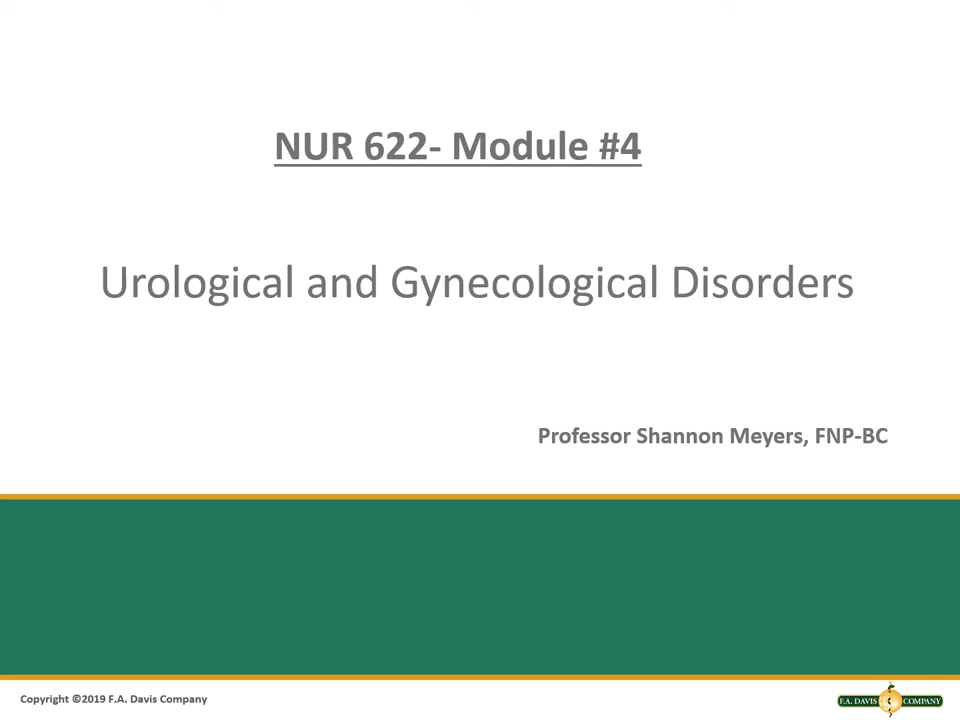 NUR 622- Module #4
Urological and Gynecological Disorders
Professor Shannon Meyers, FNP-BC
Copyright ©2019 F.A. Davis Company
F.A. DAVIS COMPANY